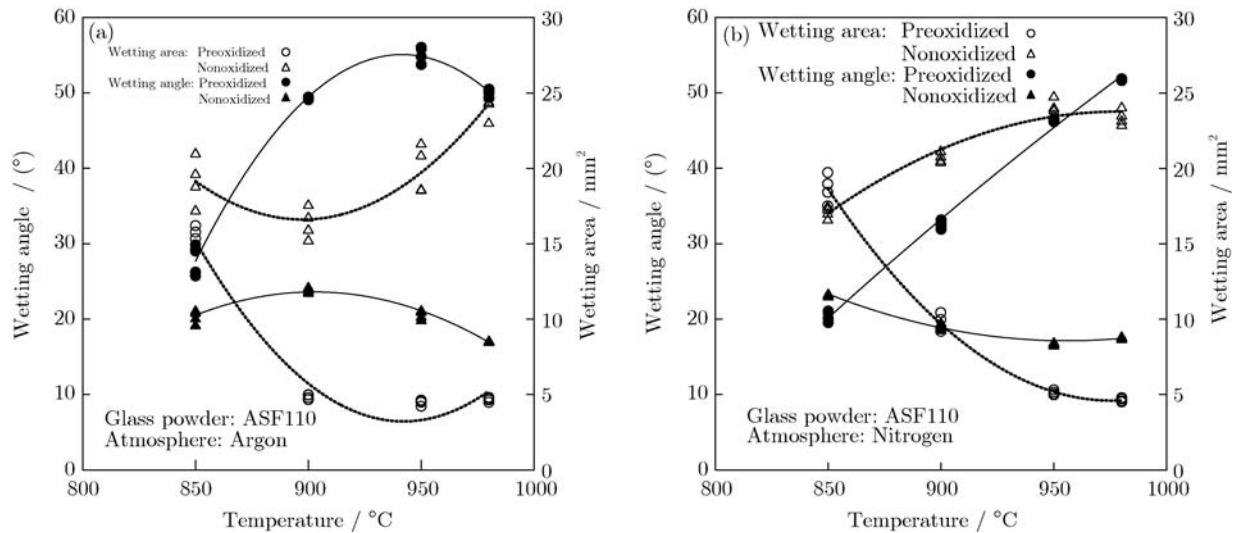 (a)
Wetting area: Preoxidized
Nonoxidized
Wetting angle: Preoxidized
Nonoxidized
60
50
40
30
20
10
0
Wetting angle / (°)
30
25
20
15
10
5
0
Wetting area / mm²
Glass powder: ASF110
Atmosphere: Argon
800
850
900
950
1000
Temperature / °C
(b)
Wetting area: Preoxidized
Nonoxidized
Wetting angle: Preoxidized
Nonoxidized
60
50
40
30
20
10
0
Wetting angle / (°)
30
25
20
15
10
5
0
Wetting area / mm²
Glass powder: ASF110
Atmosphere: Nitrogen
800
850
900
950
1000
Temperature / °C